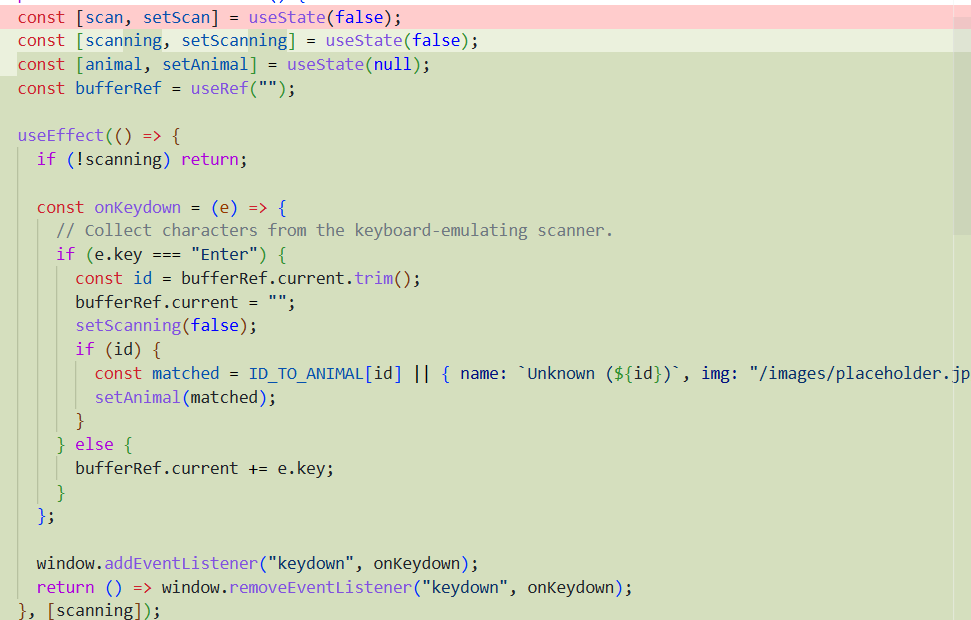 const [scan, setScan] = useState(false);
const [scanning, setScanning] = useState(false);
const [animal, setAnimal] = useState(null);
const bufferRef = useRef("");
useEffect(() => {
if (!scanning) return;
const onKeydown = (e) => {
// Collect characters from the keyboard-emulating scanner.
if (e.key === "Enter") {
const id = bufferRef.current.trim();
bufferRef.current = "";
setScanning(false);
if (id) {
const matched = ID_TO_ANIMAL[id] || { name: `Unknown (${id})`, img: "/images/placeholder.jp
setAnimal(matched);
}
} else {
bufferRef.current += e.key;
}
};
window.addEventListener("keydown", onKeydown);
return () => window.removeEventListener("keydown", onKeydown);
}, [scanning]);